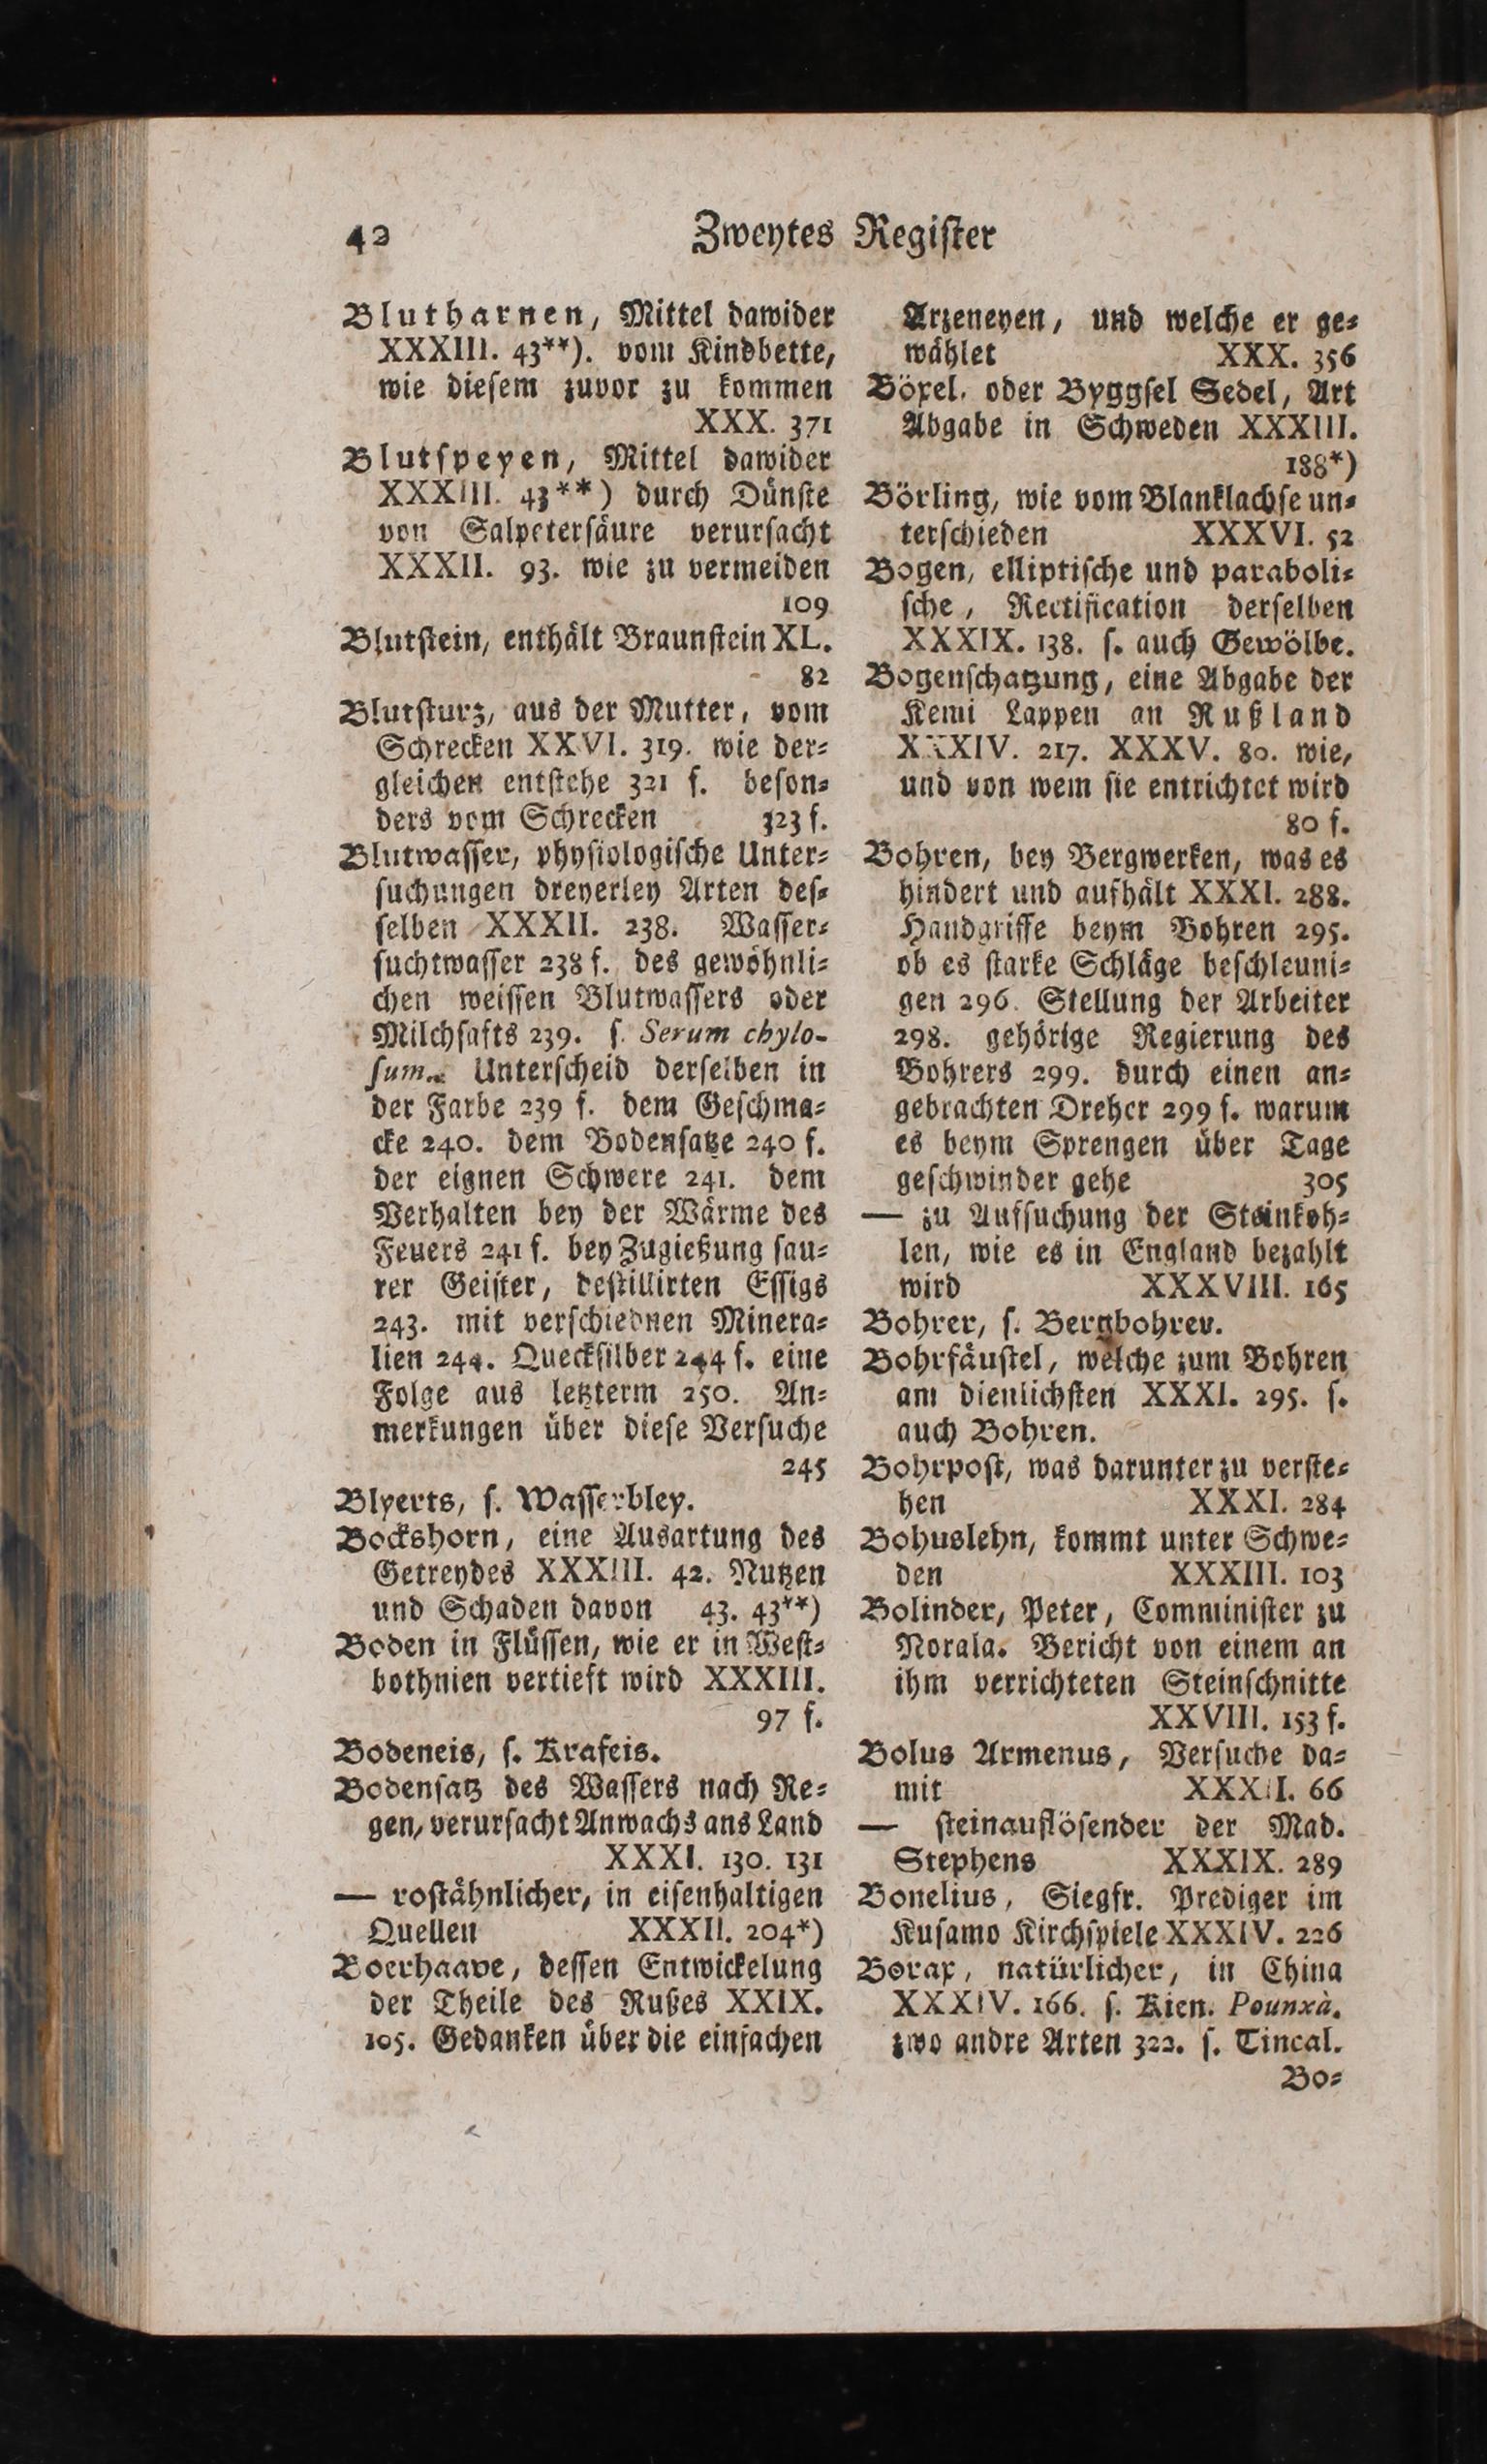 42 Zweytes Regiſter
Blutharnen, Mittel dawider
XXXIII. 43**). vom Kindbette,
wie dieſem zuvor zu kommen
XXX. 371
Blutſpeyen, Mittel dawider
XXXIII. 43**) durch Dünſte
von Salpeterſäure verurſacht
XXXII. 93. wie zu vermeiden
109
Blutſtein, enthält Braunſtein XL.
82
Blutſturz, aus der Mutter, vom
Schrecken XXVI. 319. wie der⸗
gleichen entſtehe 321 f. beſon⸗
ders vom Schrecken 323 f.
Blutwaſſer, phyſiologiſche Unter⸗
ſuchungen dreyerley Arten deſ⸗
ſelben XXXII. 238. Waſſer⸗
ſuchtwaſſer 238 f. des gewöhnli⸗
chen weiſſen Blutwaſſers oder
Milchſafts 239. ſ. Serum chylo-
ſum. Unterſcheid derſelben in
der Farbe 239 f. dem Geſchma⸗
cke 240. dem Bodenſatze 240 f.
der eignen Schwere 241. dem
Verhalten bey der Wärme des
Feuers 241 f. bey Zugießung ſau⸗
rer Geiſter, deſtillirten Eſſigs
243. mit verſchiednen Minera⸗
lien 244. Queckſilber 244 f. eine
Folge aus letzterm 250. An⸗
merkungen über dieſe Verſuche
245
Blyerts, ſ. Waſſerbley.
Bockshorn, eine Ausartung des
Getreydes XXXIII. 42. Nutzen
und Schaden davon 43. 43**)
Boden in Flüſſen, wie er in Weſt⸗
bothnien vertieft wird XXXIII.
97 f.
Bodeneis, ſ. Krafeis.
Bodenſatz des Waſſers nach Re⸗
gen, verurſacht Anwachs ans Land
XXXI. 130. 131
— roſtähnlicher, in eiſenhaltigen
Quellen XXXII. 204*)
Boerhaave, deſſen Entwickelung
der Theile des Rußes XXIX.
105. Gedanken über die einfachen
Arzeneyen, und welche er ge⸗
wählet XXX. 356
Böxel, oder Byggſel Sedel, Art
Abgabe in Schweden XXXIII.
188*)
Börling, wie vom Blanklachſe un⸗
terſchieden XXXVI. 52
Bogen, elliptiſche und paraboli⸗
ſche, Rectification derſelben
XXXIX. 138. ſ. auch Gewölbe.
Bogenſchatzung, eine Abgabe der
Kemi Lappen an Rußland
XXXIV. 217. XXXV. 80. wie,
und von wem ſie entrichtet wird
80 f.
Bohren, bey Bergwerken, was es
hindert und aufhält XXXI. 288.
Handgriffe beym Bohren 295.
ob es ſtarke Schläge beſchleuni⸗
gen 296. Stellung der Arbeiter
298. gehörige Regierung des
Bohrers 299. durch einen an⸗
gebrachten Dreher 299 f. warum
es beym Sprengen über Tage
geſchwinder gehe 305
— zu Aufſuchung der Steinkoh⸗
len, wie es in England bezahlt
wird XXXVIII. 165
Bohrer, ſ. Bergbohrer.
Bohrfäuſtel, welche zum Bohren
am dienlichſten XXXI. 295. ſ.
auch Bohren.
Bohrpoſt, was darunter zu verſte⸗
hen XXXI. 284
Bohuslehn, kommt unter Schwe⸗
den XXXIII. 103
Bolinder, Peter, Comminiſter zu
Norala. Bericht von einem an
ihm verrichteten Steinſchnitte
XXVIII. 153 f.
Bolus Armenus, Verſuche da⸗
mit XXXII. 66
— ſteinauflöſender der Mad.
Stephens XXXIX. 289
Bonelius, Siegfr. Prediger im
Kuſamo Kirchſpiele XXXIV. 226
Borax, natürlicher, in China
XXXIV. 166. ſ. Kien. Pounxà.
zwo andre Arten 322. ſ. Tincal.
Bo⸗